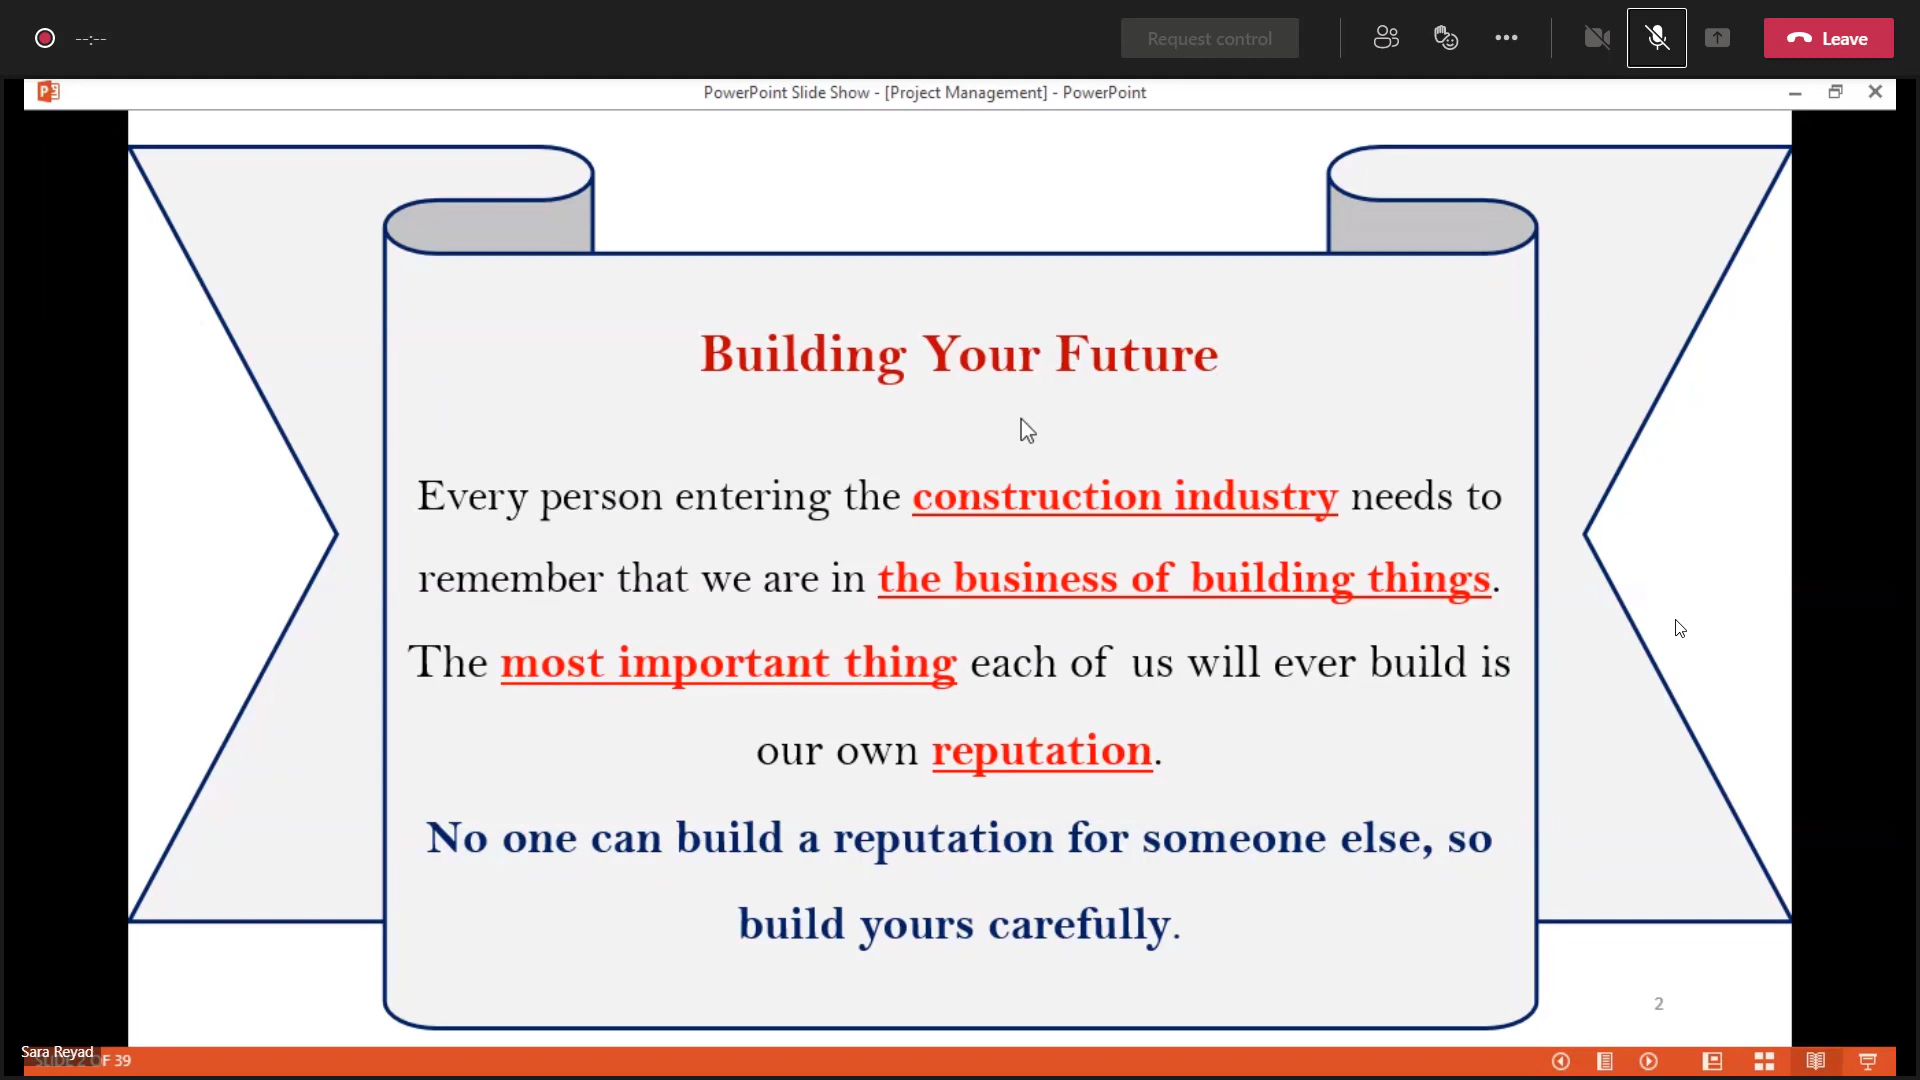 --:--
Request control
Leave
PowerPoint Slide Show - [Project Management] - PowerPoint
Building Your Future
Every person entering the construction industry needs to
remember that we are in the business of building things.
The most important thing each of us will ever build is
our own reputation.
No one can build a reputation for someone else, so
build yours carefully.
2
Sara Reyad
SLIDE 2 OF 39